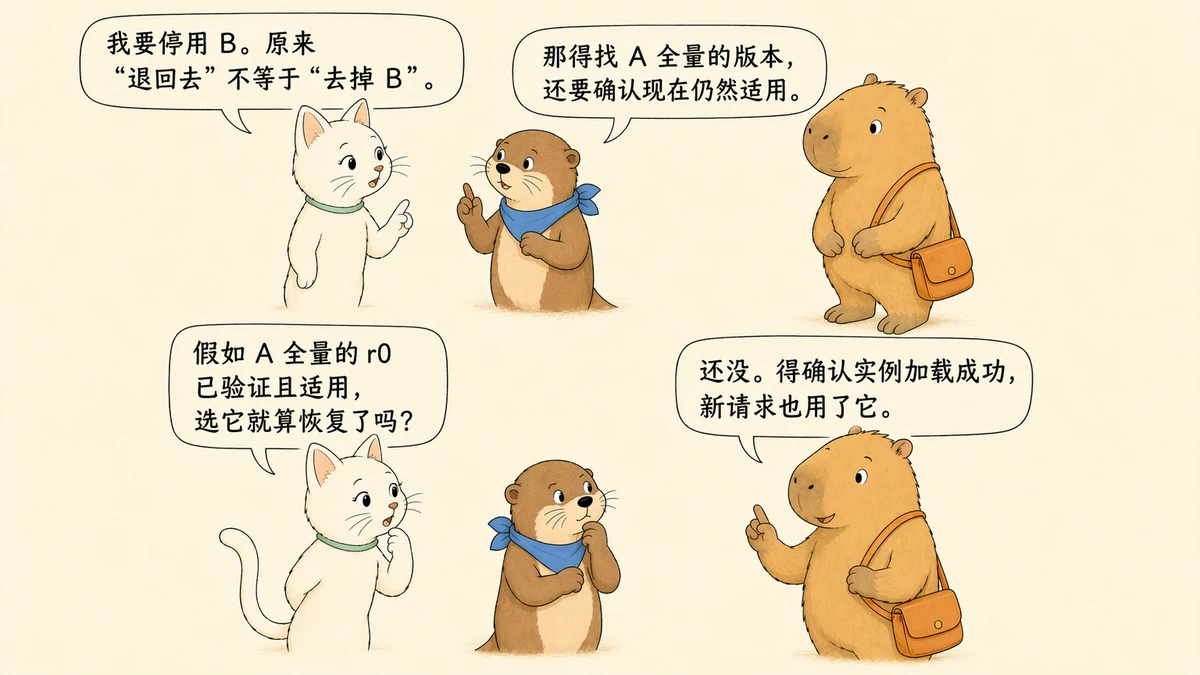 我要停用 B。原来
“退回去”不等于“去掉 B”。
那得找 A 全量的版本，
还要确认现在仍然适用。
假如 A 全量的 r0
已验证且适用，
选它就算恢复了吗？
还没。得确认实例加载成功，
新请求也用了它。